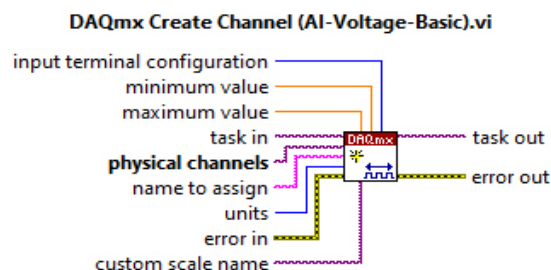 DAQmx Create Channel (AI-Voltage-Basic).vi
input terminal configuration
minimum value
maximum value
task in
physical channels
name to assign
units
error in
custom scale name
DAQmx
task out
error out